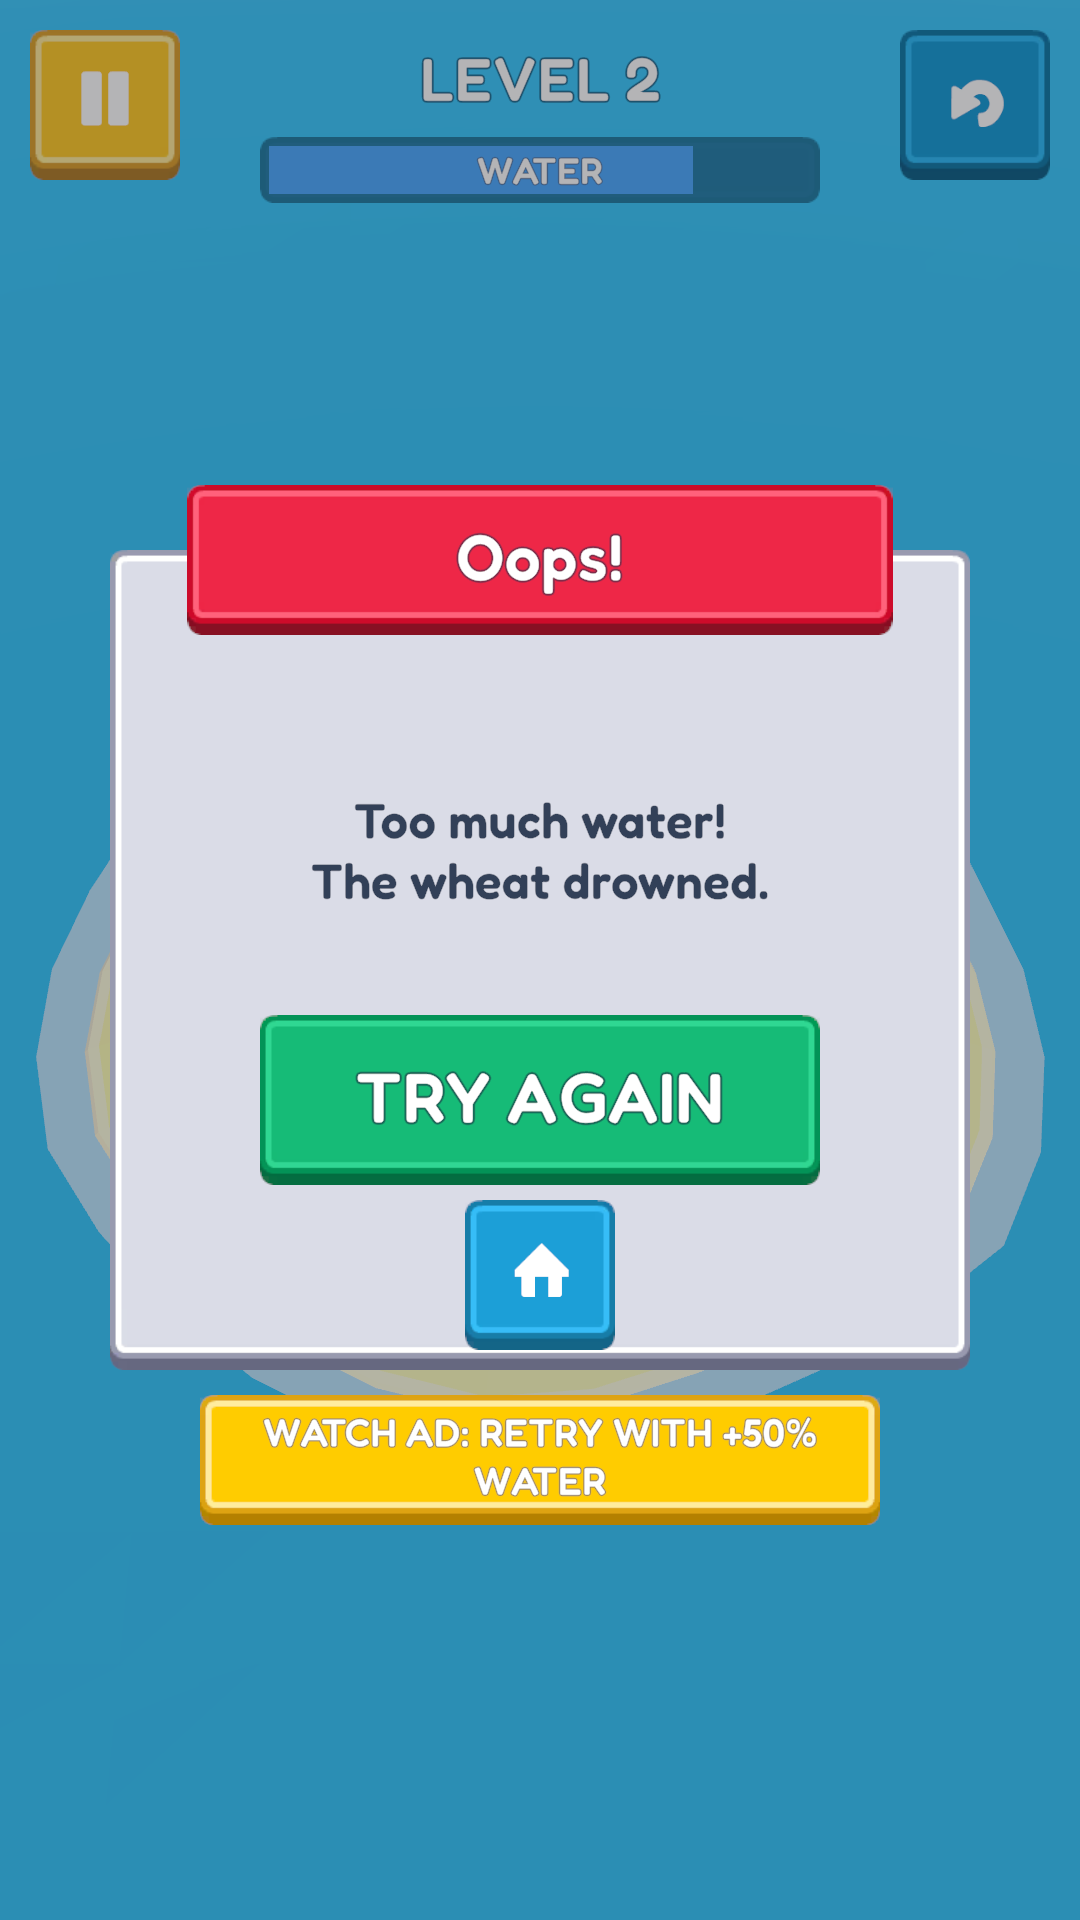 LEVEL 2
WATER
Oops!
Too much water!
The wheat drowned.
TRY AGAIN
WATCH AD: RETRY WITH +50%
WATER